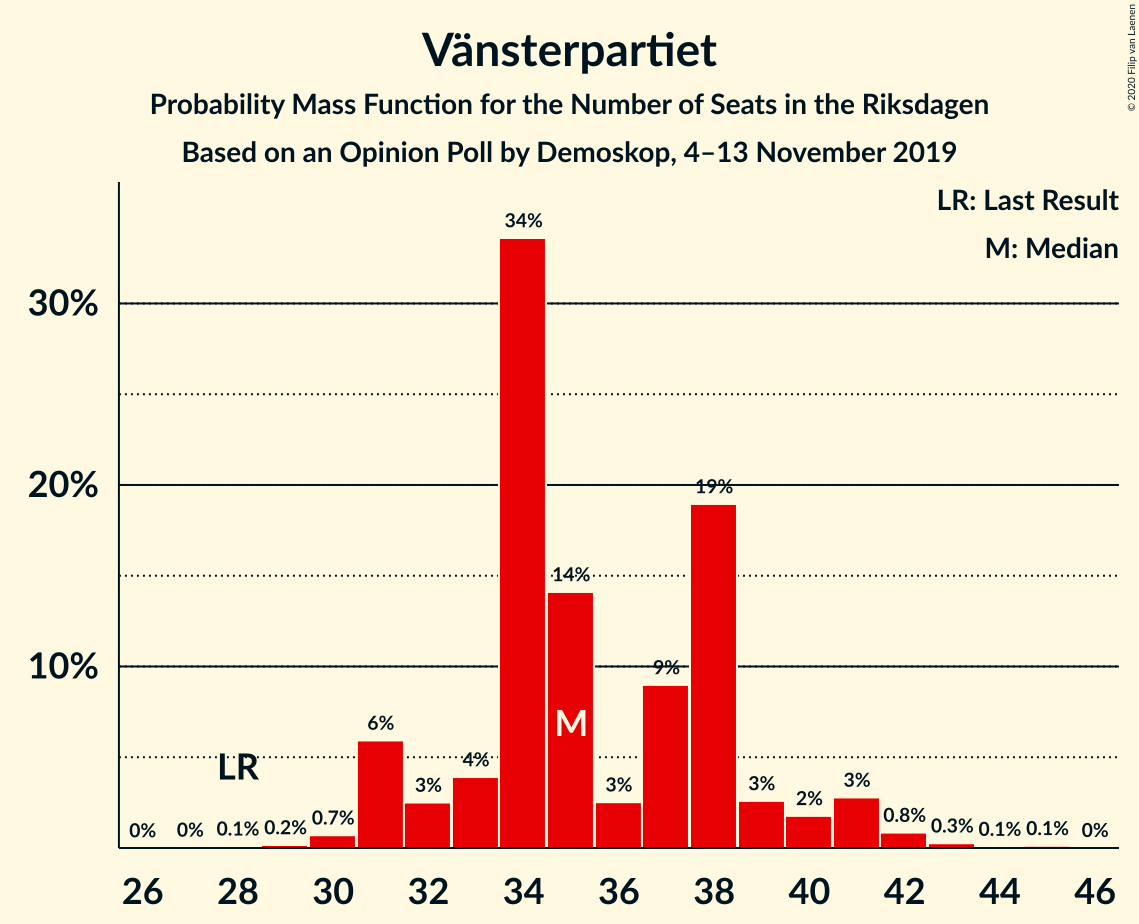 Vänsterpartiet
Probability Mass Function for the Number of Seats in the Riksdagen
Based on an Opinion Poll by Demoskop, 4–13 November 2019
© 2020 Filip van Laenen
LR: Last Result
M: Median
34%
30%
20%
19%
14%
10%
9%
M
6%
LR
4%
3%
3%
3%
2%
3%
0%
0%
0.1%
0.2%
0.7%
0.8%
0.3%
0.1%
0.1%
0%
26 28 30 32 34 36 38 40 42 44 46